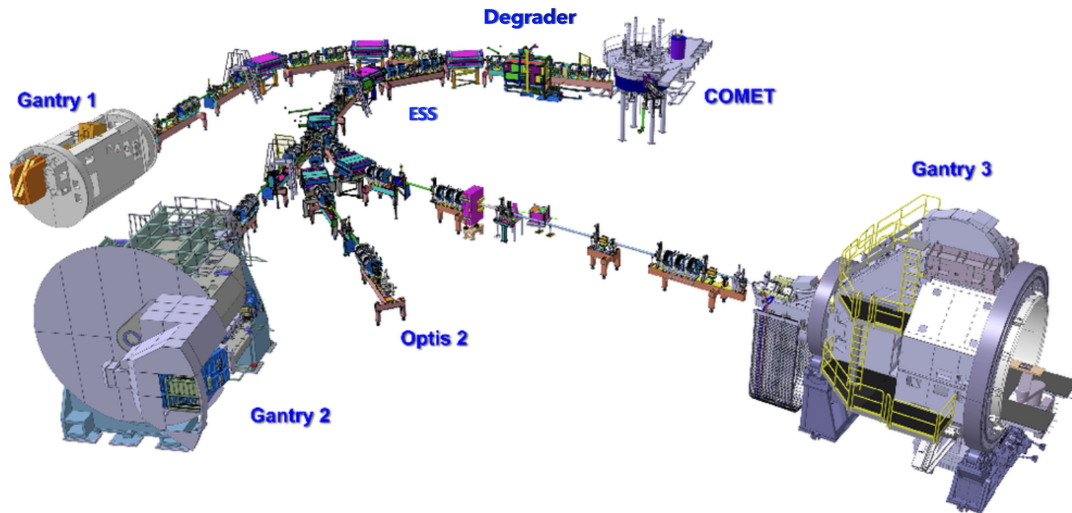 Degrader
COMET
Gantry 1
ESS
Gantry 3
Optis 2
Gantry 2